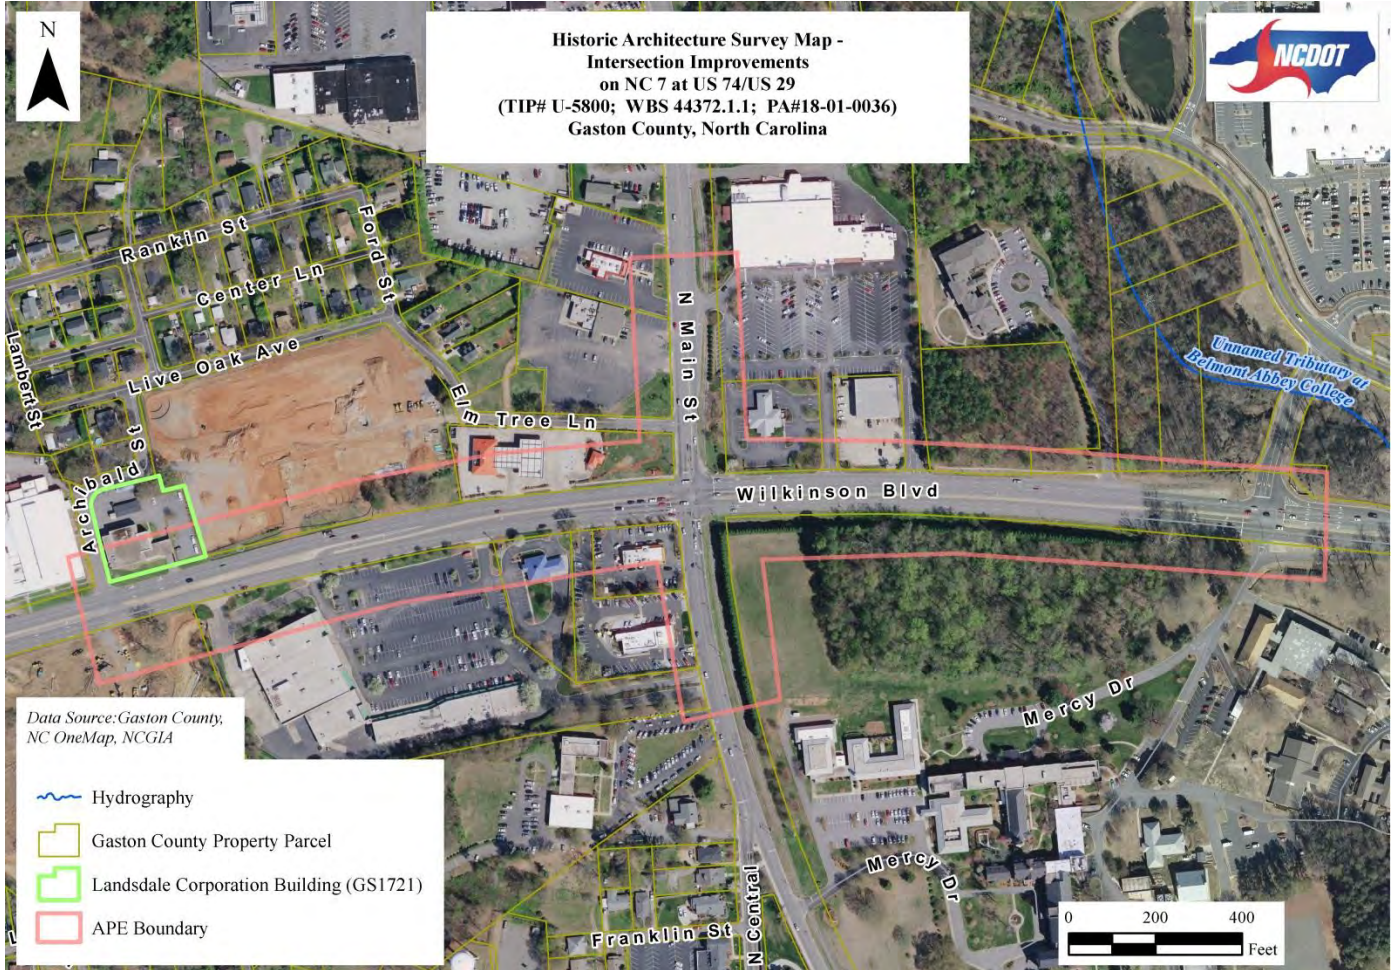 N
Historic Architecture Survey Map -
Intersection Improvements
on NC 7 at US 74/US 29
(TIP# U-5800; WBS 44372.1.1; PA#18-01-0036)
Gaston County, North Carolina
NCDOT
Rankin St
Ford St
Center Ln
Lambert St
Live Oak Ave
Elm Tree Ln
N Main St
Archibald St
Wilkinson Blvd
Unnamed Tributary at
Belmont Abbey College
Mercy Dr
Mercy Dr
N Central
Franklin St
Data Source:Gaston County,
NC OneMap, NCGIA
Hydrography
Gaston County Property Parcel
Landsdale Corporation Building (GS1721)
APE Boundary
0 200 400
Feet